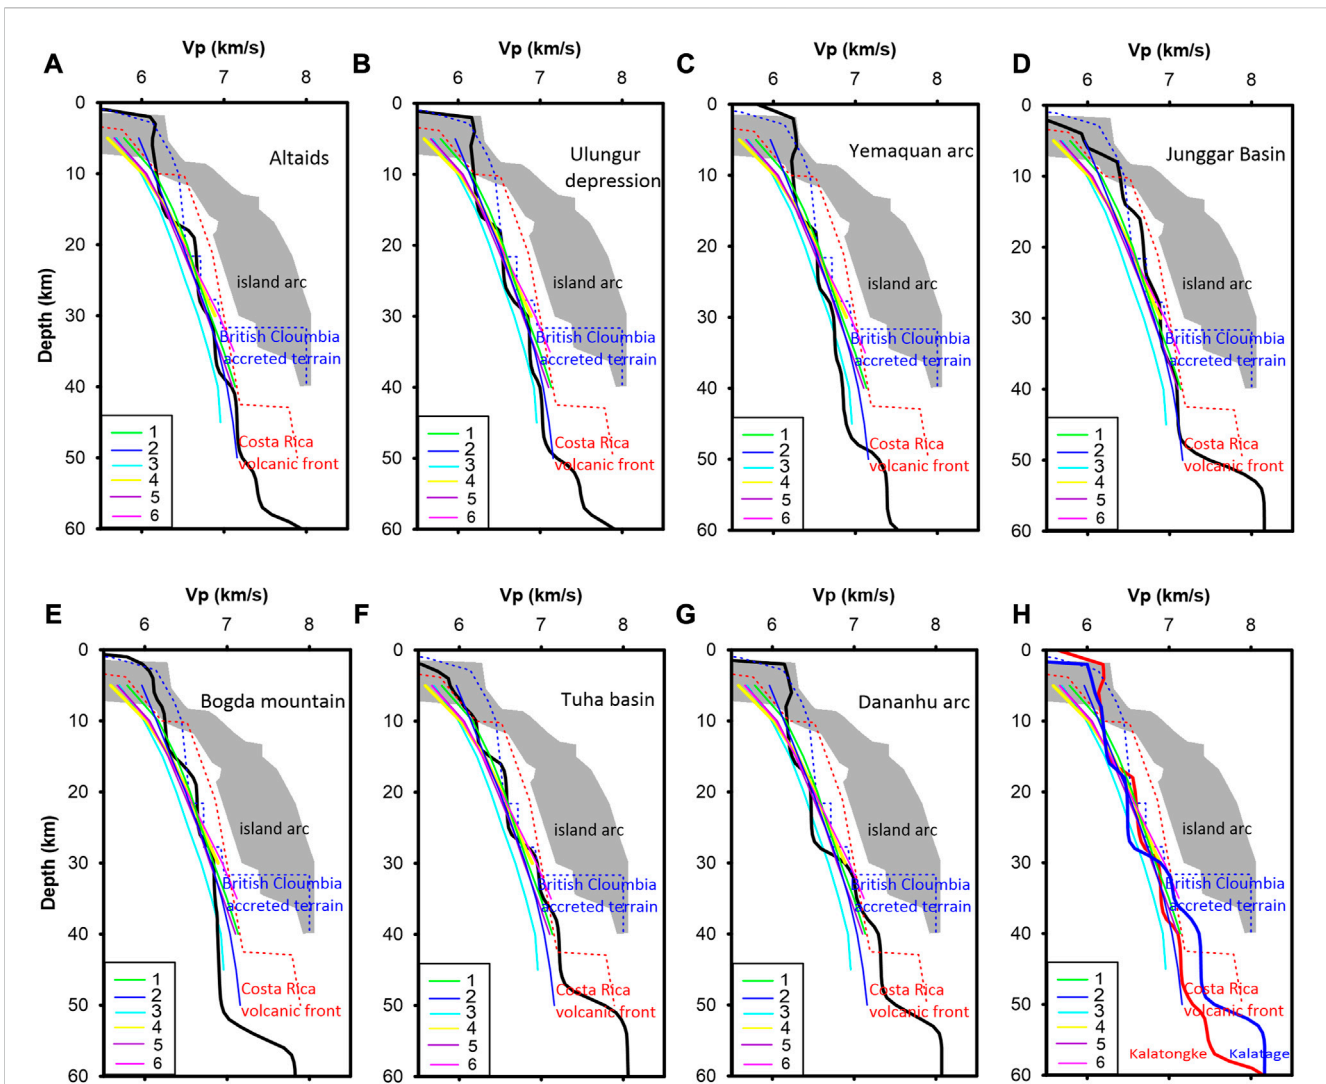 Vp (km/s)
Vp (km/s)
Vp (km/s)
Vp (km/s)
A
B
C
D
6 7 8
6 7 8
6 7 8
6 7 8
Depth (km)
0
10
20
30
40
50
60
Altaids
island arc
British Cloumbia
accreted terrain
Costa Rica
volcanic front
1
2
3
4
5
6
0
10
20
30
40
50
60
Ulungur
depression
island arc
British Cloumbia
accreted terrain
Costa Rica
volcanic front
1
2
3
4
5
6
0
10
20
30
40
50
60
Yemaquan arc
island arc
British Cloumbia
accreted terrain
Costa Rica
volcanic front
1
2
3
4
5
6
0
10
20
30
40
50
60
Junggar Basin
island arc
British Cloumbia
accreted terrain
Costa Rica
volcanic front
1
2
3
4
5
6
Vp (km/s)
Vp (km/s)
Vp (km/s)
Vp (km/s)
E
F
G
H
6 7 8
6 7 8
6 7 8
6 7 8
Depth (km)
0
10
20
30
40
50
60
Bogda mountain
island arc
British Cloumbia
accreted terrain
Costa Rica
volcanic front
1
2
3
4
5
6
0
10
20
30
40
50
60
Tuha basin
island arc
British Cloumbia
accreted terrain
Costa Rica
volcanic front
1
2
3
4
5
6
0
10
20
30
40
50
60
Dananhu arc
island arc
British Cloumbia
accreted terrain
Costa Rica
volcanic front
1
2
3
4
5
6
0
10
20
30
40
50
60
island arc
British Cloumbia
accreted terrain
Costa Rica
volcanic front
Kalatongke
Kalatage
1
2
3
4
5
6